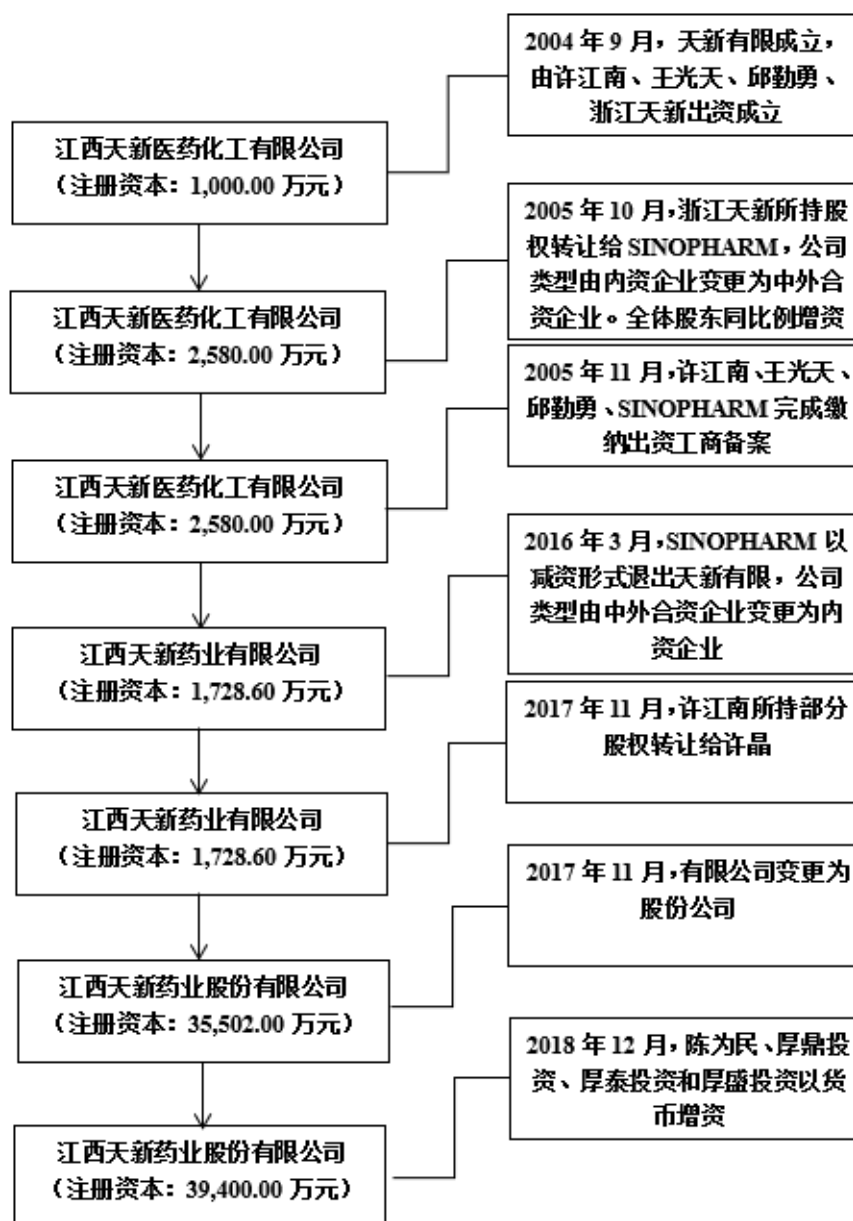 2004 年 9 月，天新有限成立，
由许江南、王光天、邱勤勇、
浙江天新出资成立
江西天新医药化工有限公司
（注册资本：1,000.00 万元）
2005 年 10 月，浙江天新所持股
权转让给 SINOPHARM，公司
类型由内资企业变更为中外合
资企业。全体股东同比例增资
江西天新医药化工有限公司
（注册资本：2,580.00 万元）
2005 年 11 月，许江南、王光天、
邱勤勇、SINOPHARM 完成缴
纳出资工商备案
江西天新医药化工有限公司
（注册资本：2,580.00 万元）
2016 年 3 月，SINOPHARM 以
减资形式退出天新有限，公司
类型由中外合资企业变更为内
资企业
江西天新药业有限公司
（注册资本：1,728.60 万元）
2017 年 11 月，许江南所持部分
股权转让给许晶
江西天新药业有限公司
（注册资本：1,728.60 万元）
2017 年 11 月，有限公司变更为
股份公司
江西天新药业股份有限公司
（注册资本：35,502.00 万元）
2018 年 12 月，陈为民、厚鼎投
资、厚泰投资和厚盛投资以货
币增资
江西天新药业股份有限公司
（注册资本：39,400.00 万元）